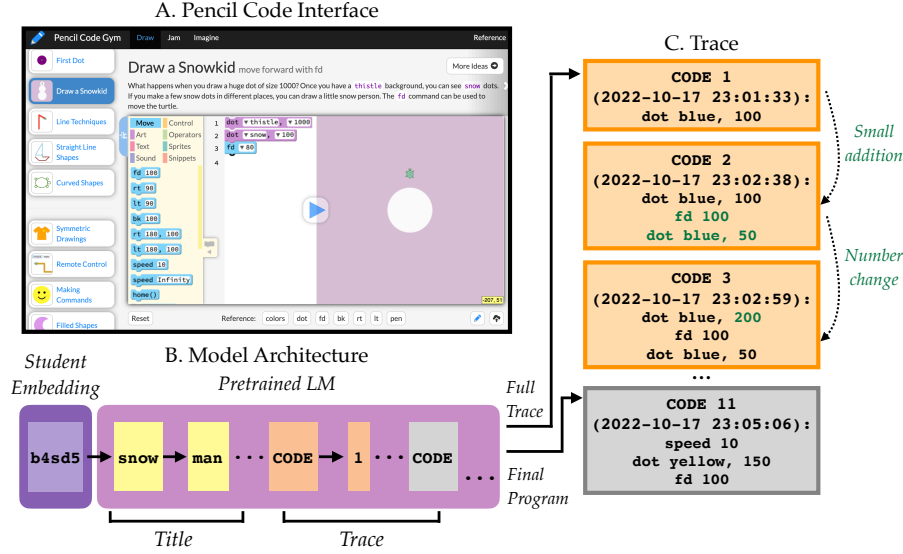 A. Pencil Code Interface
Pencil Code Gym
Draw
Jam
Imagine
Reference
First Dot
Draw a Snowkid
Line Techniques
Straight Line
Shapes
Curved Shapes
Symmetric
Drawings
Remote Control
Making
Commands
Filled Shapes
Draw a Snowkid move forward with fd
More Ideas
What happens when you draw a huge dot of size 1000? Once you have a thistle background, you can see snow dots.
If you make a few snow dots in different places, you can draw a little snow person. The fd command can be used to
move the turtle.
Move
Control
Art
Operators
Text
Sprites
Sound
Snippets
fd 100
rt 90
lt 90
bk 100
rt 180, 100
lt 180, 100
speed 10
speed Infinity
home()
1 dot ▾ thistle, ▾ 1000
2 dot ▾ snow, ▾ 100
3 fd ▾ 80
4
-207, 51
Reset
Reference:
colors
dot
fd
bk
rt
lt
pen
B. Model Architecture
Student
Embedding
Pretrained LM
b4sd5
snow
man
...
CODE
1
...
CODE
...
Title
Trace
Full
Trace
Final
Program
C. Trace
CODE 1
(2022-10-17 23:01:33):
dot blue, 100
Small
addition
CODE 2
(2022-10-17 23:02:38):
dot blue, 100
fd 100
dot blue, 50
Number
change
CODE 3
(2022-10-17 23:02:59):
dot blue, 200
fd 100
dot blue, 50
...
CODE 11
(2022-10-17 23:05:06):
speed 10
dot yellow, 150
fd 100